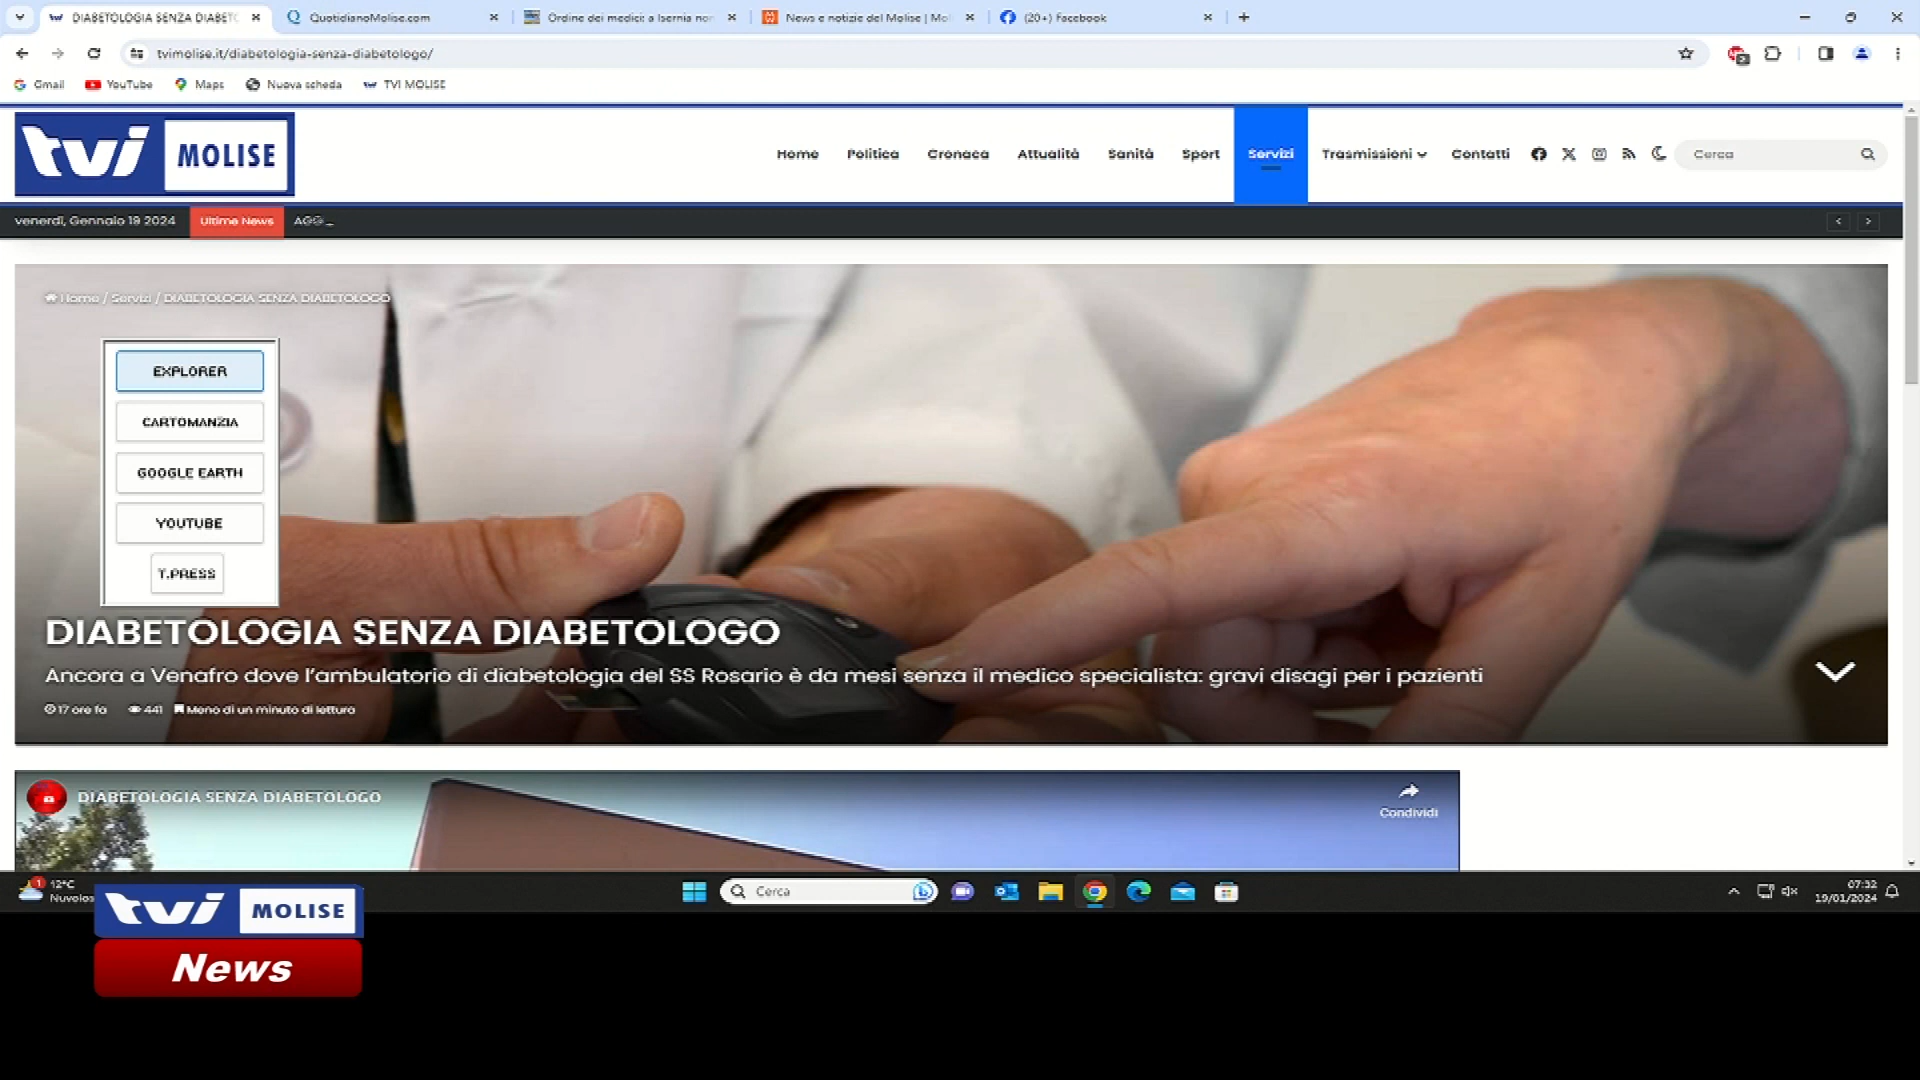 DIABETOLOGIA SENZA DIABET
QuotidianoMolise.com
Ordine dei medici: a Isernia non
News e notizie del Molise | Mol
(20+) Facebook
tvimolise.it/diabetologia-senza-diabetologo/
Gmail
YouTube
Maps
Nuova scheda
TVI MOLISE
tvi MOLISE
Home
Politica
Cronaca
Attualità
Sanità
Sport
Servizi
Trasmissioni
Contatti
Cerca
venerdì, Gennaio 19 2024
Ultime News
AGG _
Home / Servizi / DIABETOLOGIA SENZA DIABETOLOGO
EXPLORER
CARTOMANZIA
GOOGLE EARTH
YOUTUBE
T.PRESS
DIABETOLOGIA SENZA DIABETOLOGO
Ancora a Venafro dove l'ambulatorio di diabetologia del SS Rosario è da mesi senza il medico specialista: gravi disagi per i pazienti
17 ore fa 441 Meno di un minuto di lettura
DIABETOLOGIA SENZA DIABETOLOGO
Condividi
1
12°C
Nuvolos
Cerca
07:32
19/01/2024
tvi MOLISE
News